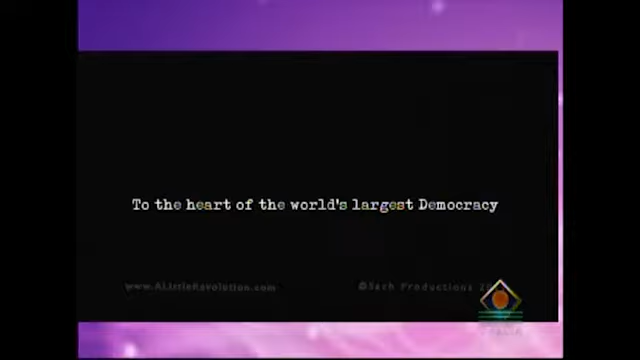 To the heart of the world's largest Democracy
www.ALittleRevolution.com
©Sach Productions